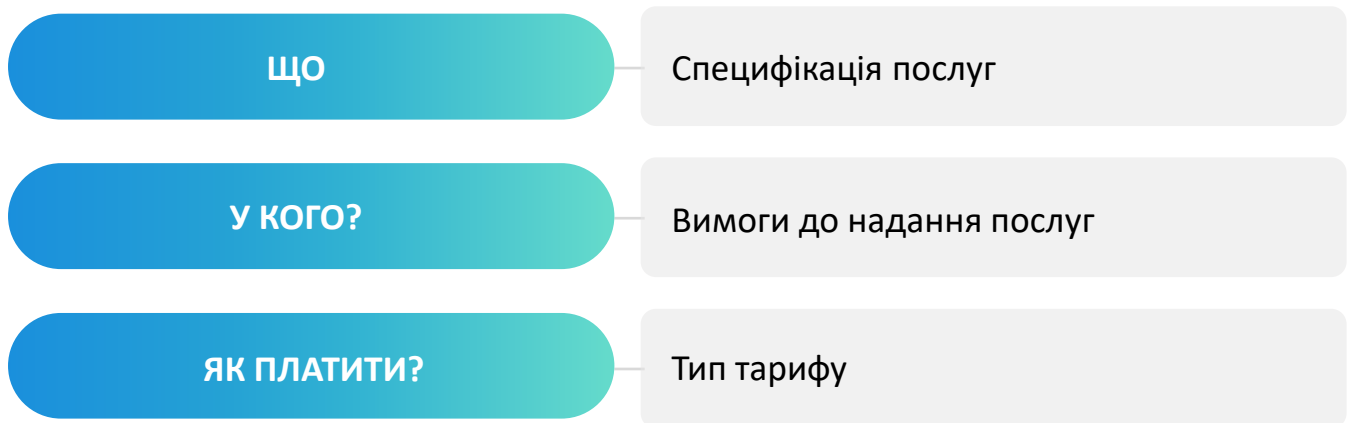 ЩО
Специфікація послуг
У КОГО?
Вимоги до надання послуг
ЯК ПЛАТИТИ?
Тип тарифу